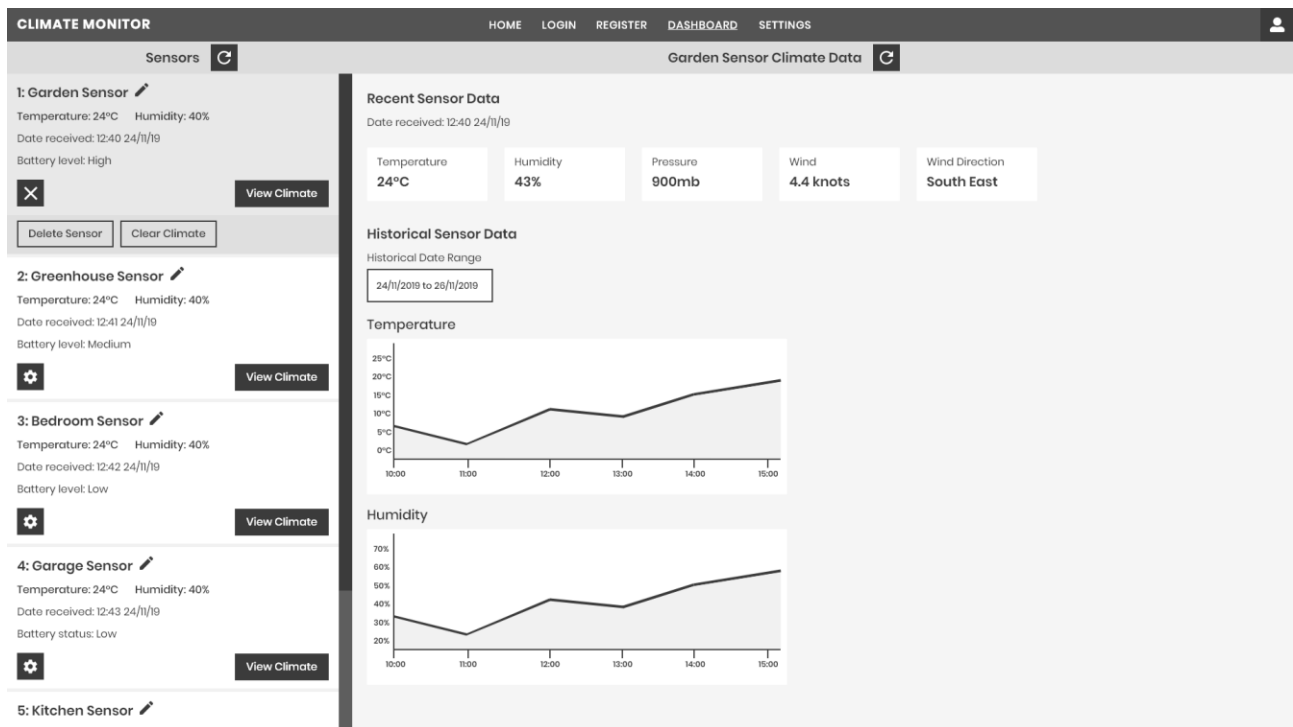 CLIMATE MONITOR
HOME LOGIN REGISTER DASHBOARD SETTINGS
Sensors
Garden Sensor Climate Data
1: Garden Sensor
Temperature: 24°C Humidity: 40%
Date received: 12:40 24/11/19
Battery level: High
View Climate
Delete Sensor Clear Climate
2: Greenhouse Sensor
Temperature: 24°C Humidity: 40%
Date received: 12:41 24/11/19
Battery level: Medium
View Climate
3: Bedroom Sensor
Temperature: 24°C Humidity: 40%
Date received: 12:42 24/11/19
Battery level: Low
View Climate
4: Garage Sensor
Temperature: 24°C Humidity: 40%
Date received: 12:43 24/11/19
Battery status: Low
View Climate
5: Kitchen Sensor
Recent Sensor Data
Date received: 12:40 24/11/19
Temperature Humidity Pressure Wind Wind Direction
24°C 43% 900mb 4.4 knots South East
Historical Sensor Data
Historical Date Range
24/11/2019 to 26/11/2019
Temperature
25°C
20°C
15°C
10°C
5°C
0°C
10:00 11:00 12:00 13:00 14:00 15:00
Humidity
70%
60%
50%
40%
30%
20%
10:00 11:00 12:00 13:00 14:00 15:00